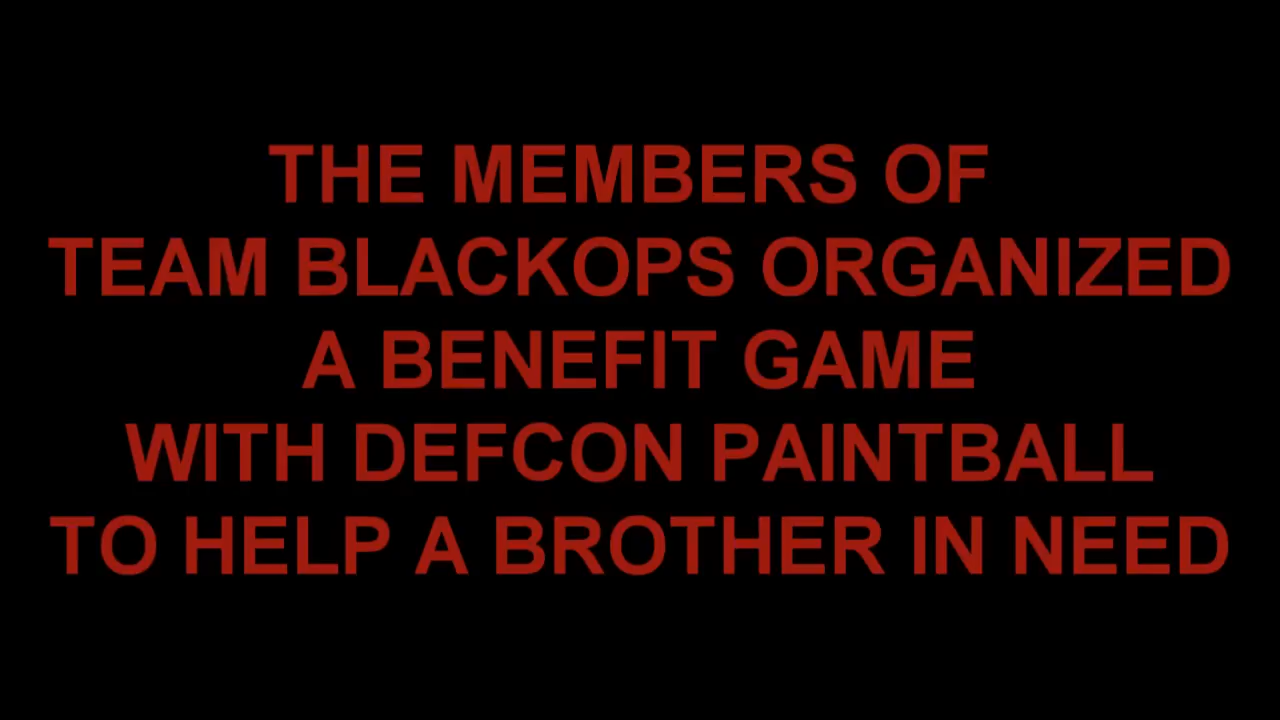 THE MEMBERS OF
TEAM BLACKOPS ORGANIZED
A BENEFIT GAME
WITH DEFCON PAINTBALL
TO HELP A BROTHER IN NEED